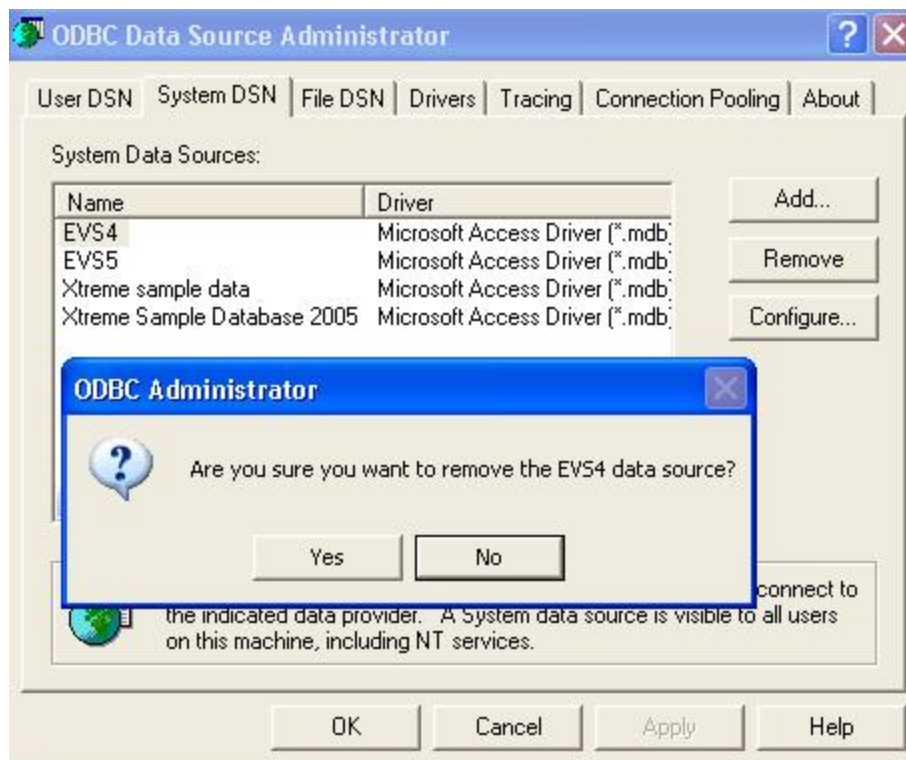 ODBC Data Source Administrator
User DSN System DSN File DSN Drivers Tracing Connection Pooling About
System Data Sources:
Name Driver
EVS4 Microsoft Access Driver (*.mdb)
EVS5 Microsoft Access Driver (*.mdb)
Xtreme sample data Microsoft Access Driver (*.mdb)
Xtreme Sample Database 2005 Microsoft Access Driver (*.mdb)
Add...
Remove
Configure...
ODBC Administrator
Are you sure you want to remove the EVS4 data source?
Yes No
connect to
the indicated data provider. A System data source is visible to all users
on this machine, including NT services.
OK Cancel Apply Help